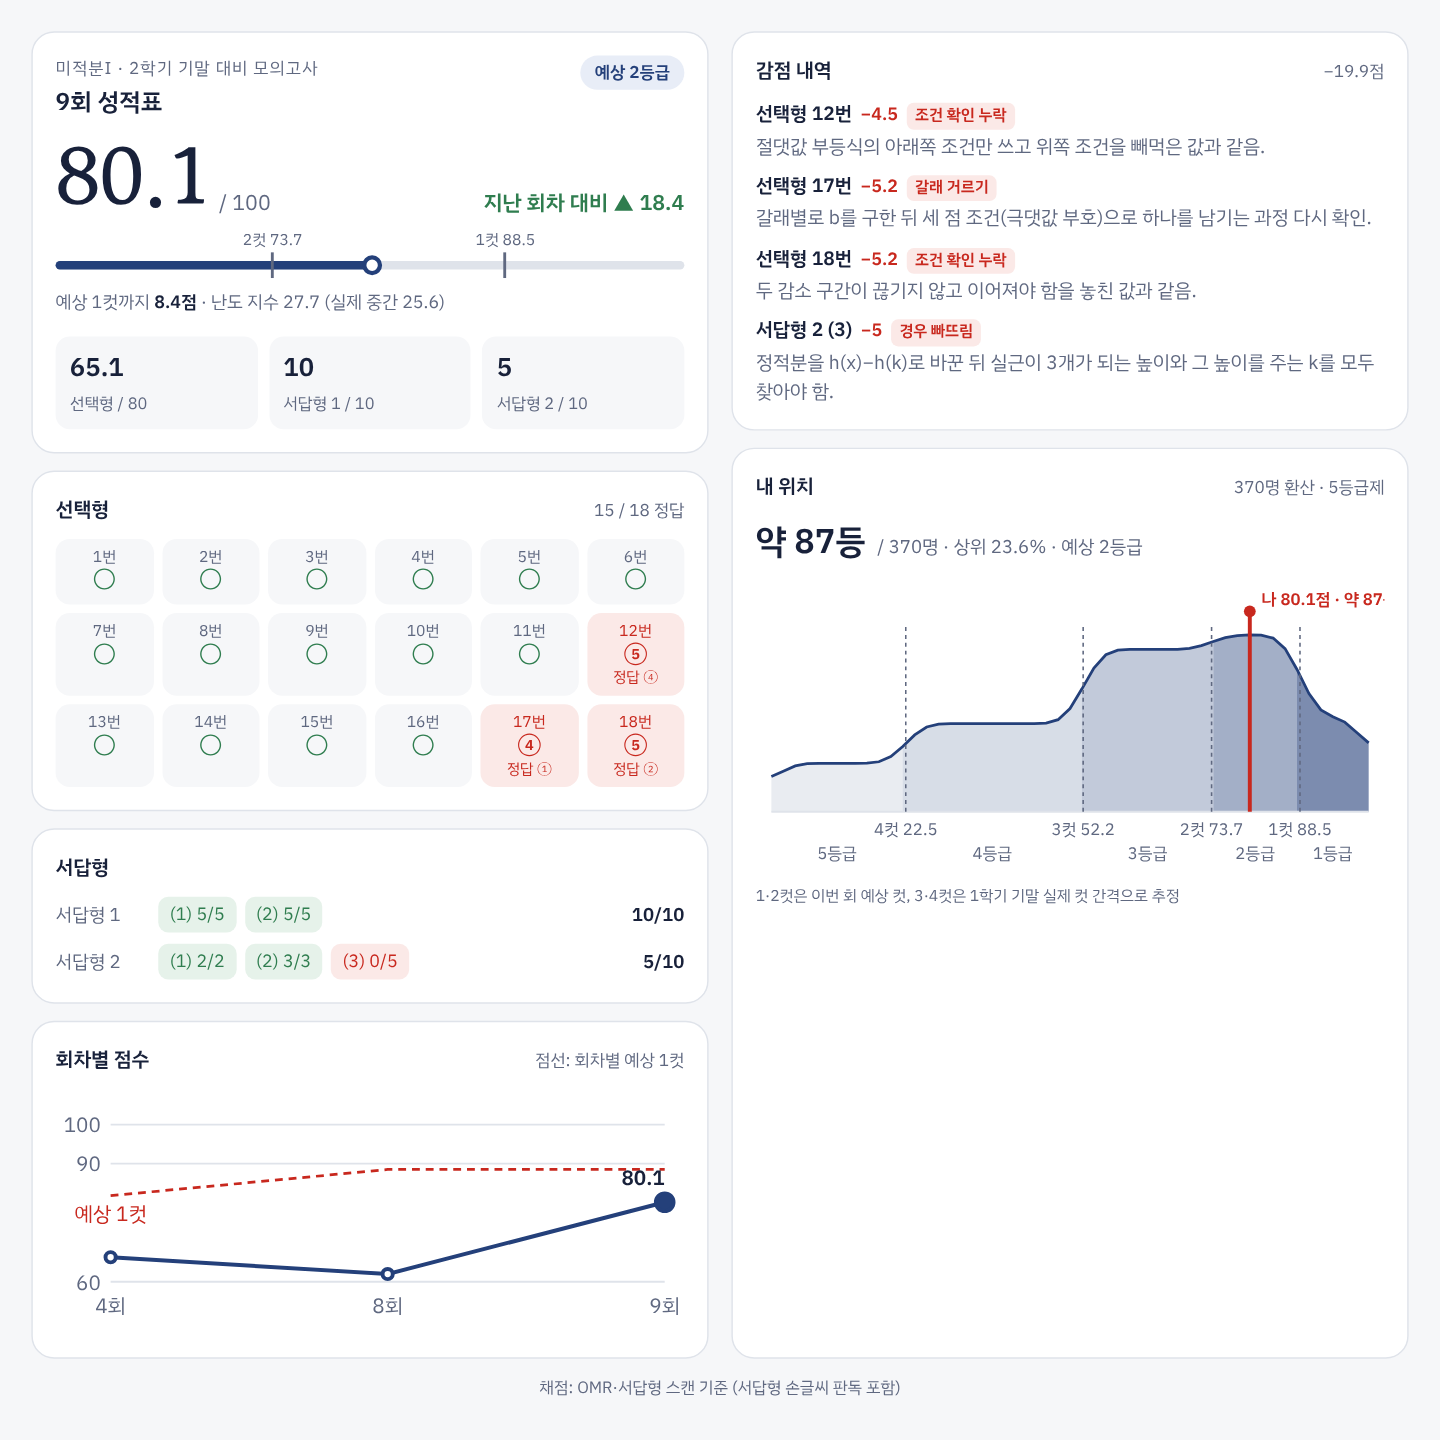 미적분I · 2학기 기말 대비 모의고사
예상 2등급
9회 성적표
80.1 / 100
지난 회차 대비 ▲ 18.4
2컷 73.7
1컷 88.5
예상 1컷까지 8.4점 · 난도 지수 27.7 (실제 중간 25.6)
65.1
선택형 / 80
10
서답형 1 / 10
5
서답형 2 / 10
선택형
15 / 18 정답
1번
2번
3번
4번
5번
6번
7번
8번
9번
10번
11번
12번
⑤
정답 ④
13번
14번
15번
16번
17번
④
정답 ①
18번
⑤
정답 ②
서답형
서답형 1 (1) 5/5 (2) 5/5 10/10
서답형 2 (1) 2/2 (2) 3/3 (3) 0/5 5/10
회차별 점수
점선: 회차별 예상 1컷
100
90
80.1
예상 1컷
60
4회
8회
9회
감점 내역
−19.9점
선택형 12번 −4.5 조건 확인 누락
절댓값 부등식의 아래쪽 조건만 쓰고 위쪽 조건을 빼먹은 값과 같음.
선택형 17번 −5.2 갈래 거르기
갈래별로 b를 구한 뒤 세 점 조건(극댓값 부호)으로 하나를 남기는 과정 다시 확인.
선택형 18번 −5.2 조건 확인 누락
두 감소 구간이 끊기지 않고 이어져야 함을 놓친 값과 같음.
서답형 2 (3) −5 경우 빠뜨림
정적분을 h(x)−h(k)로 바꾼 뒤 실근이 3개가 되는 높이와 그 높이를 주는 k를 모두
찾아야 함.
내 위치
370명 환산 · 5등급제
약 87등 / 370명 · 상위 23.6% · 예상 2등급
나 80.1점 · 약 87
4컷 22.5
3컷 52.2
2컷 73.7
1컷 88.5
5등급
4등급
3등급
2등급
1등급
1·2컷은 이번 회 예상 컷, 3·4컷은 1학기 기말 실제 컷 간격으로 추정
채점: OMR·서답형 스캔 기준 (서답형 손글씨 판독 포함)